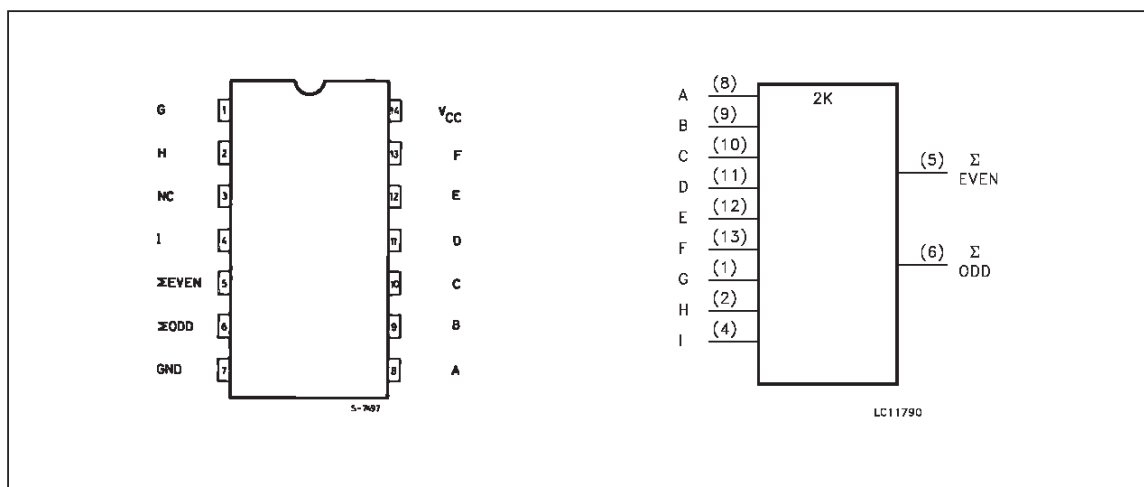 G 1 14 VCC
H 2 13 F
NC 3 12 E
I 4 11 D
ΣEVEN 5 10 C
ΣODD 6 9 B
GND 7 8 A
S-7497
2K
A (8)
B (9)
C (10)
D (11)
E (12)
F (13)
G (1)
H (2)
I (4)
(5) Σ
EVEN
(6) Σ
ODD
LC11790